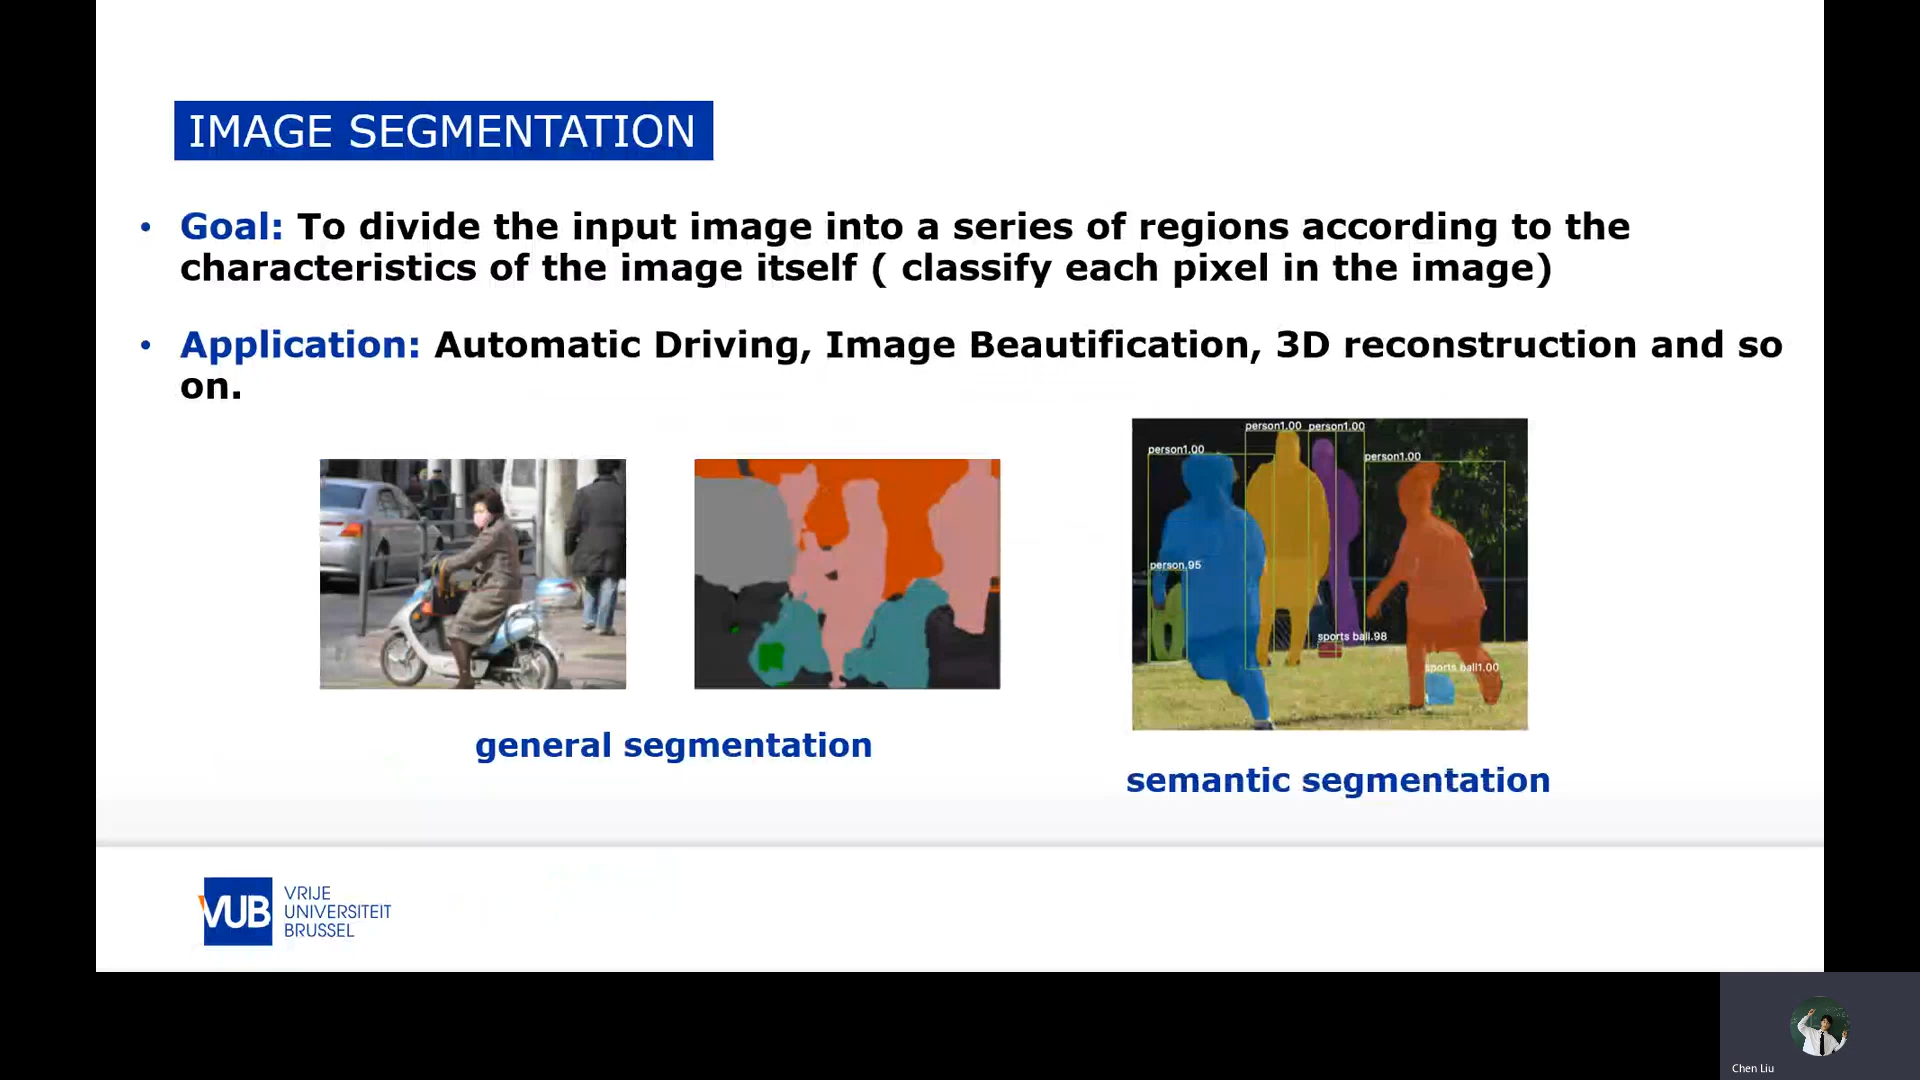 IMAGE SEGMENTATION
• Goal: To divide the input image into a series of regions according to the
characteristics of the image itself ( classify each pixel in the image)
• Application: Automatic Driving, Image Beautification, 3D reconstruction and so
on.
person1.00 person1.00
person1.00
person1.00
person.95
sports ball.98
sports ball1.00
general segmentation
semantic segmentation
VUB
VRIJE
UNIVERSITEIT
BRUSSEL
Chen Liu